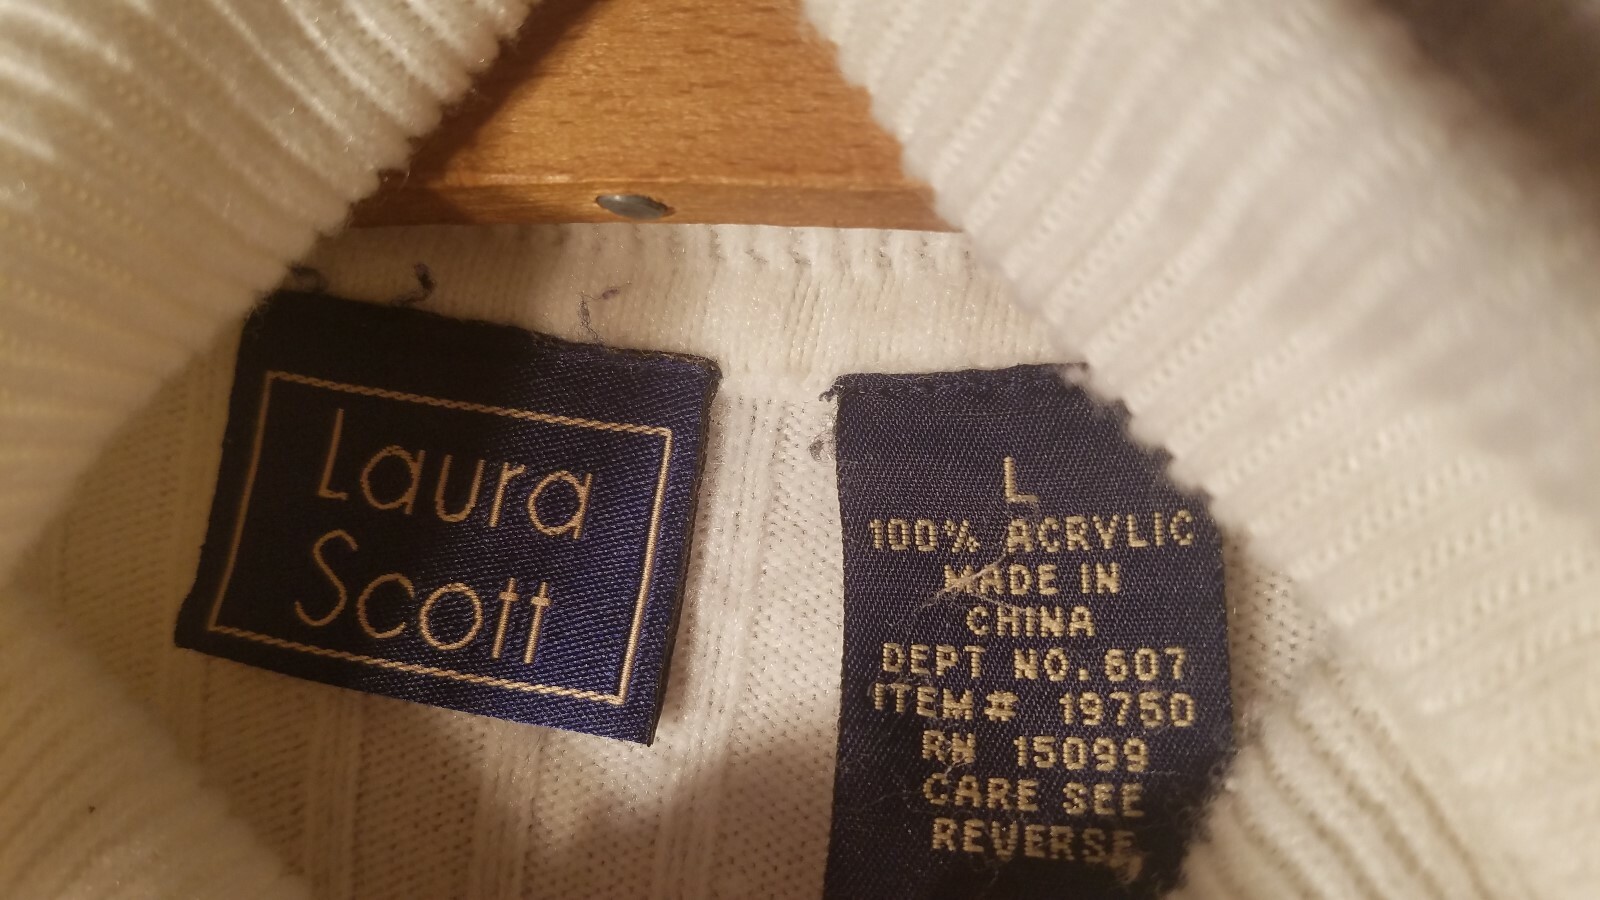 Laura
Scott
L
100% ACRYLIC
MADE IN
CHINA
DEPT NO. 607
ITEM# 19750
RN 15099
CARE SEE
REVERSE